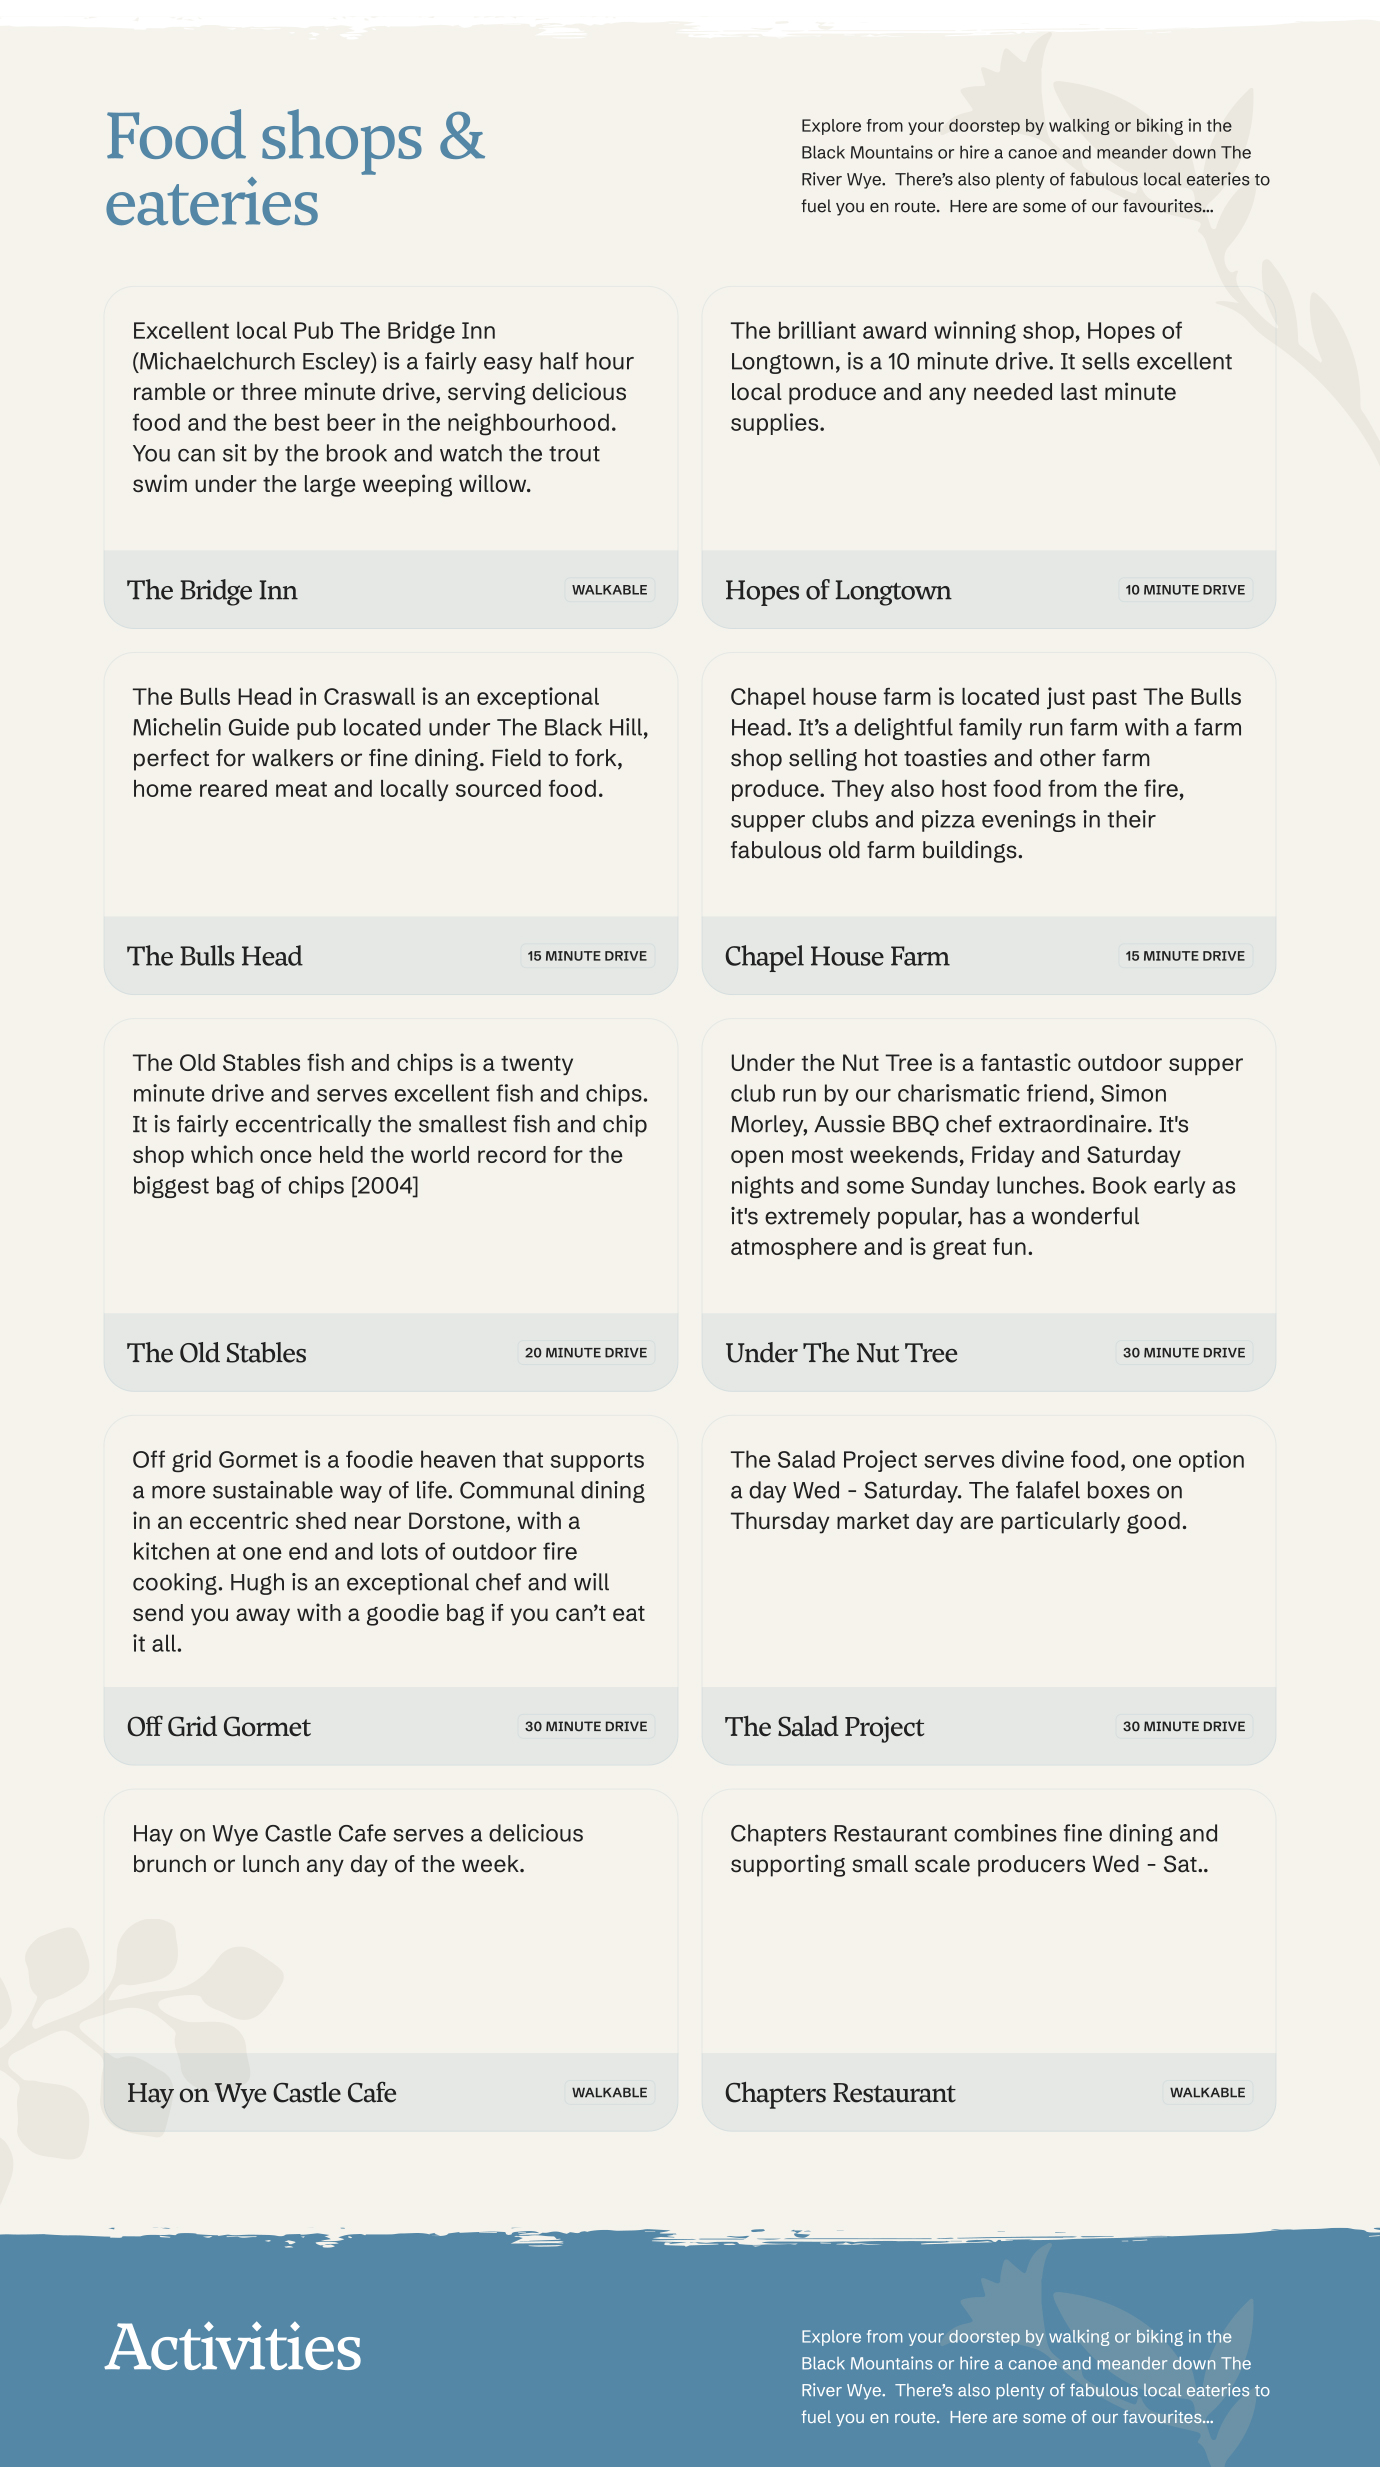 Food shops &
eateries
Explore from your doorstep by walking or biking in the
Black Mountains or hire a canoe and meander down The
River Wye.  There’s also plenty of fabulous local eateries to
fuel you en route.  Here are some of our favourites...
Excellent local Pub The Bridge Inn
(Michaelchurch Escley) is a fairly easy half hour
ramble or three minute drive, serving delicious
food and the best beer in the neighbourhood.
You can sit by the brook and watch the trout
swim under the large weeping willow.
The Bridge Inn
WALKABLE
The brilliant award winning shop, Hopes of
Longtown, is a 10 minute drive. It sells excellent
local produce and any needed last minute
supplies.
Hopes of Longtown
10 MINUTE DRIVE
The Bulls Head in Craswall is an exceptional
Michelin Guide pub located under The Black Hill,
perfect for walkers or fine dining. Field to fork,
home reared meat and locally sourced food.
The Bulls Head
15 MINUTE DRIVE
Chapel house farm is located just past The Bulls
Head. It’s a delightful family run farm with a farm
shop selling hot toasties and other farm
produce. They also host food from the fire,
supper clubs and pizza evenings in their
fabulous old farm buildings.
Chapel House Farm
15 MINUTE DRIVE
The Old Stables fish and chips is a twenty
minute drive and serves excellent fish and chips.
It is fairly eccentrically the smallest fish and chip
shop which once held the world record for the
biggest bag of chips [2004]
The Old Stables
20 MINUTE DRIVE
Under the Nut Tree is a fantastic outdoor supper
club run by our charismatic friend, Simon
Morley, Aussie BBQ chef extraordinaire. It's
open most weekends, Friday and Saturday
nights and some Sunday lunches. Book early as
it's extremely popular, has a wonderful
atmosphere and is great fun.
Under The Nut Tree
30 MINUTE DRIVE
Off grid Gormet is a foodie heaven that supports
a more sustainable way of life. Communal dining
in an eccentric shed near Dorstone, with a
kitchen at one end and lots of outdoor fire
cooking. Hugh is an exceptional chef and will
send you away with a goodie bag if you can’t eat
it all.
Off Grid Gormet
30 MINUTE DRIVE
The Salad Project serves divine food, one option
a day Wed - Saturday. The falafel boxes on
Thursday market day are particularly good.
The Salad Project
30 MINUTE DRIVE
Hay on Wye Castle Cafe serves a delicious
brunch or lunch any day of the week.
Hay on Wye Castle Cafe
WALKABLE
Chapters Restaurant combines fine dining and
supporting small scale producers Wed - Sat..
Chapters Restaurant
WALKABLE
Activities
Explore from your doorstep by walking or biking in the
Black Mountains or hire a canoe and meander down The
River Wye.  There’s also plenty of fabulous local eateries to
fuel you en route.  Here are some of our favourites...